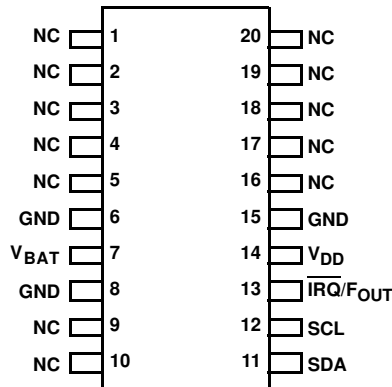 NC 1 20 NC
NC 2 19 NC
NC 3 18 NC
NC 4 17 NC
NC 5 16 NC
GND 6 15 GND
VBAT 7 14 VDD
GND 8 13 IRQ/FOUT
NC 9 12 SCL
NC 10 11 SDA